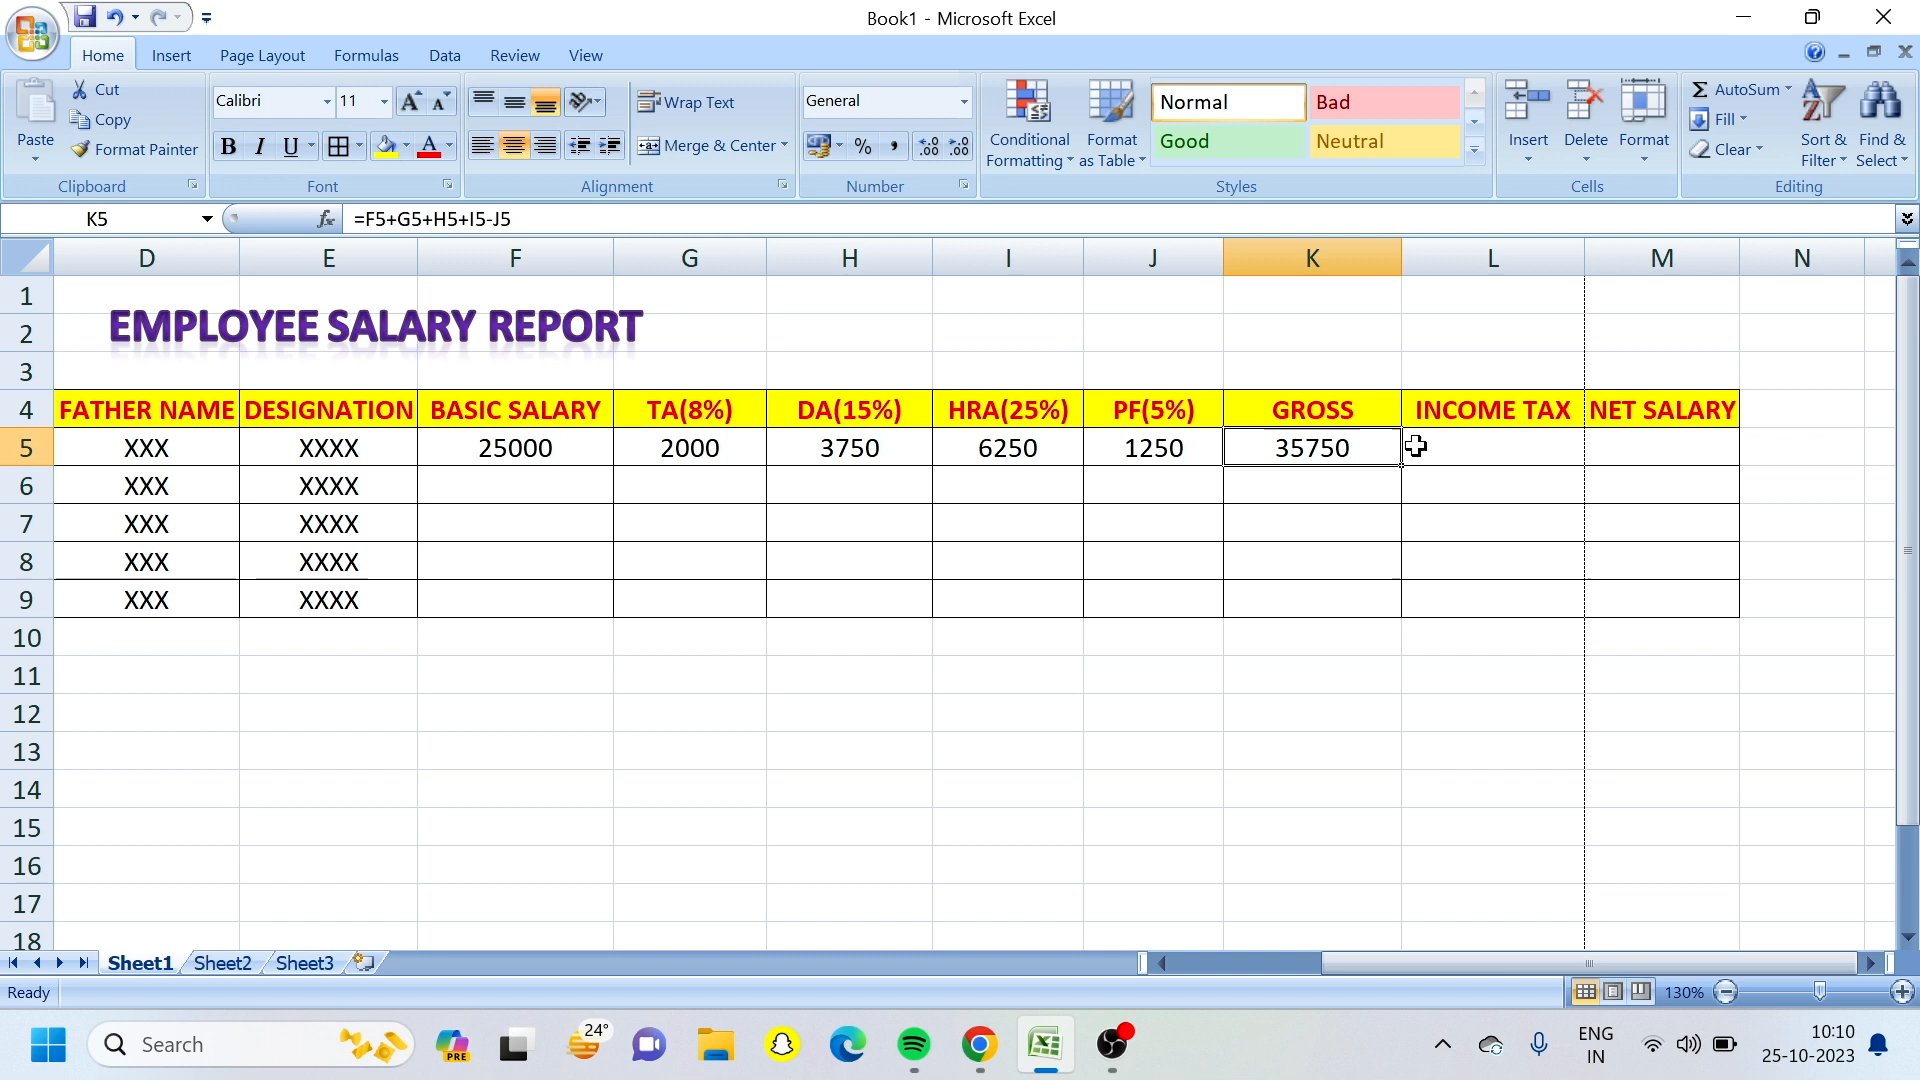 Book1 - Microsoft Excel
Home Insert Page Layout Formulas Data Review View
Paste
Cut
Copy
Format Painter
Clipboard
Calibri 11
B I U A
Font
Wrap Text
Merge & Center
Alignment
General
% ,
Number
Conditional Formatting
Format as Table
Normal Bad
Good Neutral
Styles
Insert Delete Format
Cells
AutoSum
Fill
Clear
Sort & Filter
Find & Select
Editing
K5 fx =F5+G5+H5+I5-J5
D E F G H I J K L M N
1
2
EMPLOYEE SALARY REPORT
3
4 FATHER NAME DESIGNATION BASIC SALARY TA(8%) DA(15%) HRA(25%) PF(5%) GROSS INCOME TAX NET SALARY
5 XXX XXXX 25000 2000 3750 6250 1250 35750
6 XXX XXXX
7 XXX XXXX
8 XXX XXXX
9 XXX XXXX
10
11
12
13
14
15
16
17
18
Sheet1 Sheet2 Sheet3
Ready 130%
Search PRE 24° ENG IN 10:10 25-10-2023